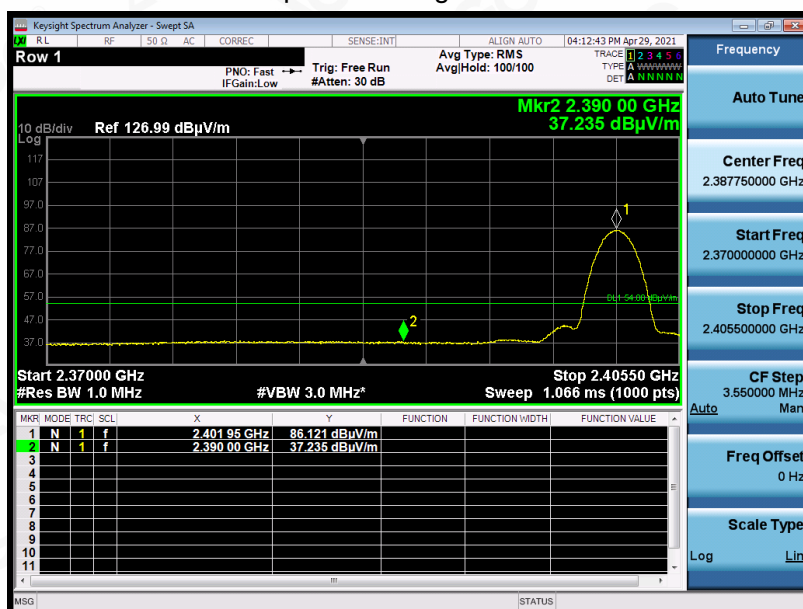 Keysight Spectrum Analyzer - Swept SA
LXI RL RF 50 Ω AC CORREC SENSE:INT ALIGN AUTO 04:12:43 PM Apr 29, 2021
Row 1
PNO: Fast
IFGain:Low
Trig: Free Run
#Atten: 30 dB
Avg Type: RMS
Avg|Hold: 100/100
TRACE 1 2 3 4 5 6
TYPE A WWWWW
DET A N N N N N
Mkr2 2.390 00 GHz
37.235 dBµV/m
10 dB/div Ref 126.99 dBµV/m
Log
117
107
97.0
87.0
77.0
67.0
57.0
47.0
37.0
1
2
DL1 54.00 dBµV/m
Start 2.37000 GHz Stop 2.40550 GHz
#Res BW 1.0 MHz #VBW 3.0 MHz* Sweep 1.066 ms (1000 pts)
MKR MODE TRC SCL X Y FUNCTION FUNCTION WIDTH FUNCTION VALUE
1 N 1 f 2.401 95 GHz 86.121 dBµV/m
2 N 1 f 2.390 00 GHz 37.235 dBµV/m
3
4
5
6
7
8
9
10
11
MSG STATUS
Frequency
Auto Tune
Center Freq
2.387750000 GHz
Start Freq
2.370000000 GHz
Stop Freq
2.405500000 GHz
CF Step
3.550000 MHz
Auto Man
Freq Offset
0 Hz
Scale Type
Log Lin